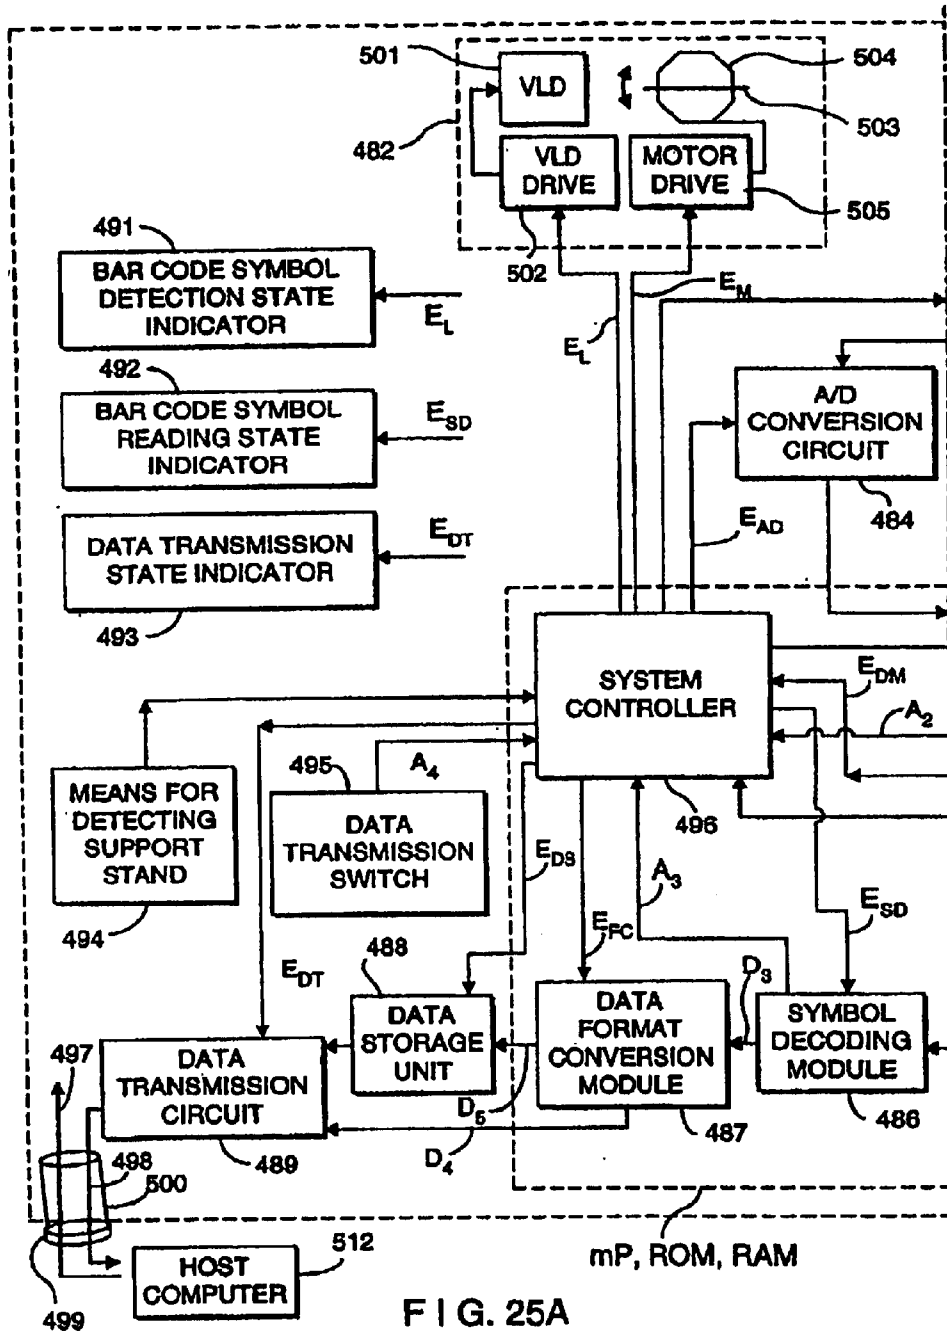 501
VLD
504
503
482
VLD
DRIVE
MOTOR
DRIVE
505
502
491
BAR CODE SYMBOL
DETECTION STATE
INDICATOR
E_L
E_M
E_L
492
BAR CODE SYMBOL
READING STATE
INDICATOR
E_SD
A/D
CONVERSION
CIRCUIT
484
E_AD
DATA TRANSMISSION
STATE INDICATOR
E_DT
493
SYSTEM
CONTROLLER
E_DM
A_2
496
MEANS FOR
DETECTING
SUPPORT
STAND
494
495
A_4
DATA
TRANSMISSION
SWITCH
E_DS
A_3
E_FC
E_SD
E_DT
488
DATA
STORAGE
UNIT
DATA
FORMAT
CONVERSION
MODULE
D_3
SYMBOL
DECODING
MODULE
497
DATA
TRANSMISSION
CIRCUIT
D_5
487
486
489
D_4
498
500
499
HOST
COMPUTER
512
mP, ROM, RAM
FIG. 25A